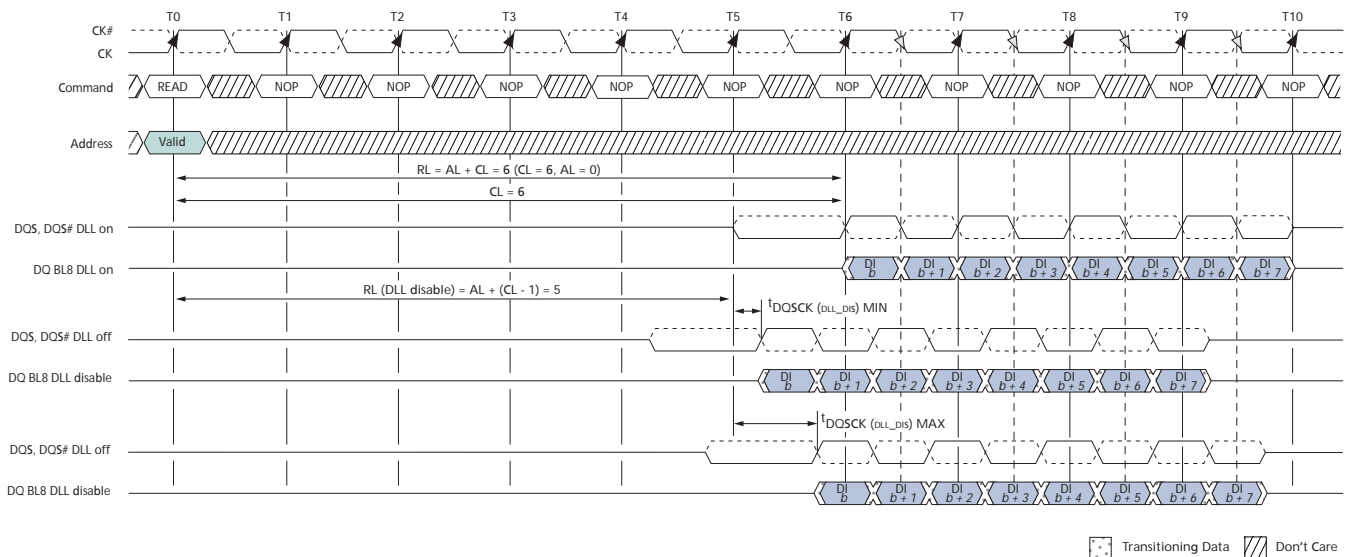 T0 T1 T2 T3 T4 T5 T6 T7 T8 T9 T10
CK#
CK
Command READ NOP NOP NOP NOP NOP NOP NOP NOP NOP NOP
Address Valid
RL = AL + CL = 6 (CL = 6, AL = 0)
CL = 6
DQS, DQS# DLL on
DQ BL8 DLL on DI b DI b + 1 DI b + 2 DI b + 3 DI b + 4 DI b + 5 DI b + 6 DI b + 7
RL (DLL disable) = AL + (CL - 1) = 5
tDQSCK (DLL_DIS) MIN
DQS, DQS# DLL off
DQ BL8 DLL disable DI b DI b + 1 DI b + 2 DI b + 3 DI b + 4 DI b + 5 DI b + 6 DI b + 7
tDQSCK (DLL_DIS) MAX
DQS, DQS# DLL off
DQ BL8 DLL disable DI b DI b + 1 DI b + 2 DI b + 3 DI b + 4 DI b + 5 DI b + 6 DI b + 7
Transitioning Data Don't Care